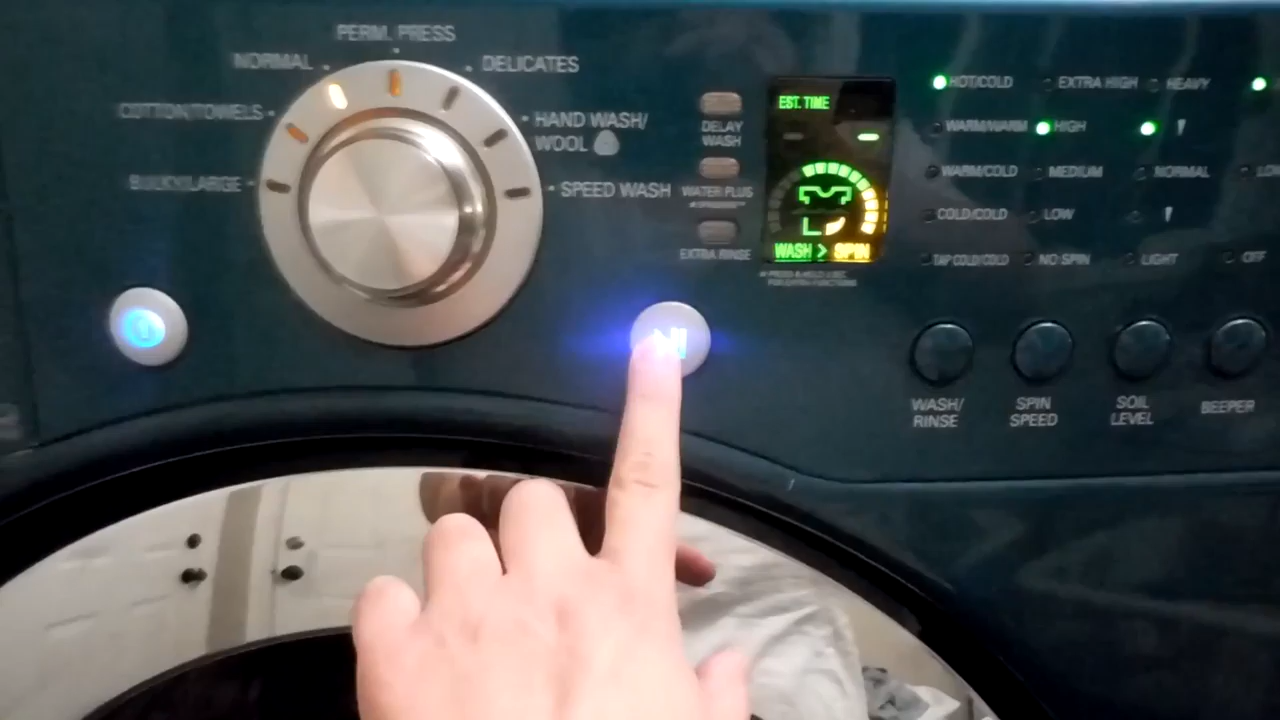 PERM. PRESS
NORMAL
DELICATES
COTTON/TOWELS
HAND WASH/
WOOL
BULKY/LARGE
SPEED WASH
DELAY
WASH
WATER PLUS
EXTRA RINSE
EST. TIME
WASH > SPIN
HOT/COLD
EXTRA HIGH
HEAVY
WARM/WARM
HIGH
WARM/COLD
MEDIUM
NORMAL
COLD/COLD
LOW
TAP COLD/COLD
NO SPIN
LIGHT
OFF
WASH/
RINSE
SPIN
SPEED
SOIL
LEVEL
BEEPER